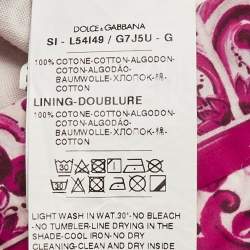 DOLCE & GABBANA
SI - L54I49 / G7J5U - G
100% COTONE-COTTON-ALGODON-
COTON-ALGODÃO-
BAUMWOLLE-ХЛОПОК-棉-
COTTON
LINING-DOUBLURE
100% COTONE-COTTON-ALGODON-
COTON-ALGODÃO-
BAUMWOLLE-ХЛОПОК-棉-
COTTON
LIGHT WASH IN WAT.30°-NO BLEACH
-NO TUMBLER-LINE DRYING IN THE
SHADE-COOL IRON-NO DRY
CLEANING-CLEAN INSIDE AND